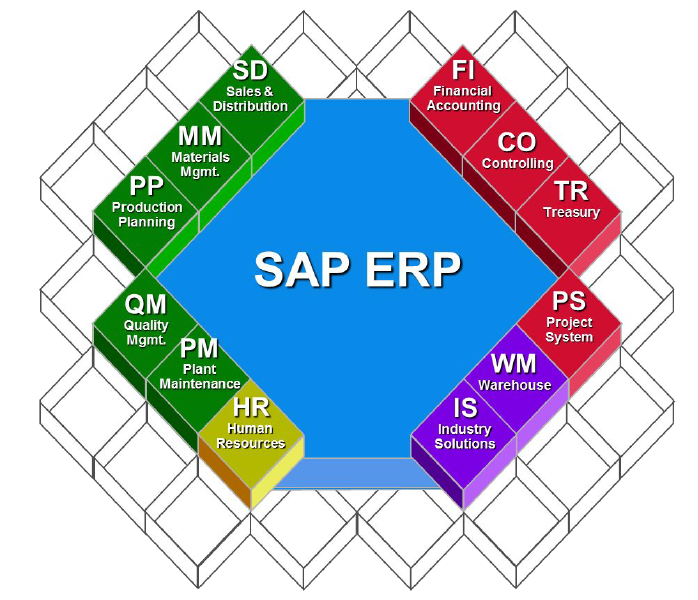 SD
Sales &
Distribution
MM
Materials
Mgmt.
PP
Production
Planning
FI
Financial
Accounting
CO
Controlling
TR
Treasury
SAP ERP
QM
Quality
Mgmt.
PM
Plant
Maintenance
HR
Human
Resources
PS
Project
System
WM
Warehouse
IS
Industry
Solutions